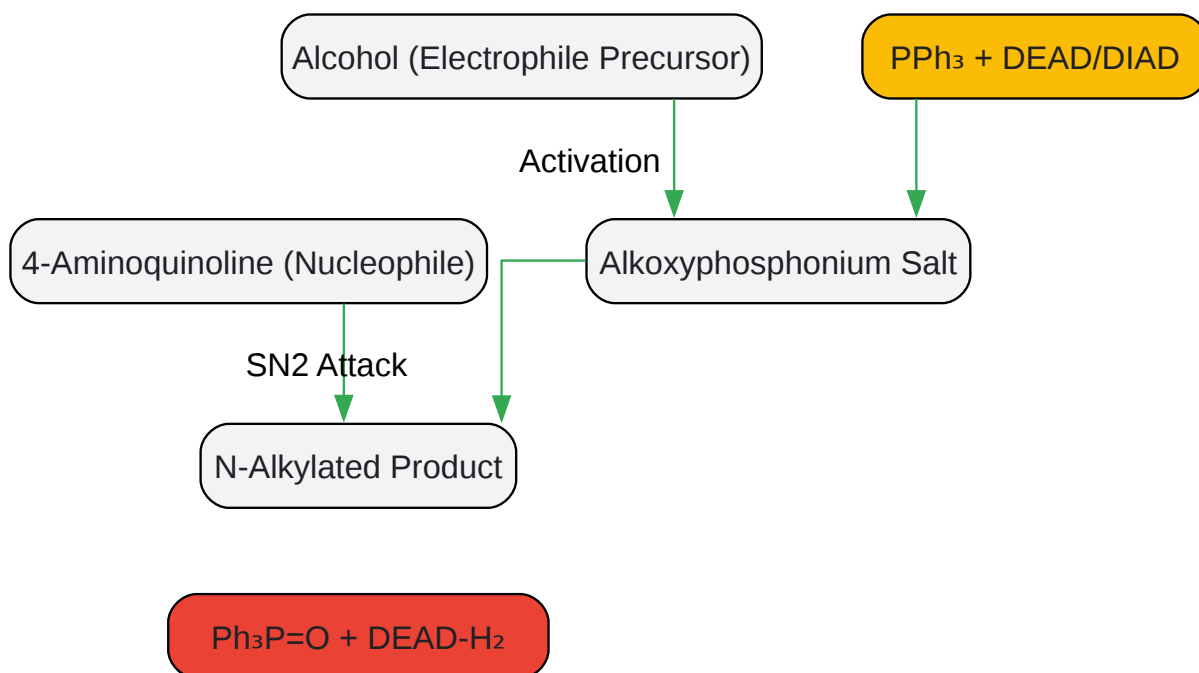 Alcohol (Electrophile Precursor)
PPh₃ + DEAD/DIAD
Activation
4-Aminoquinoline (Nucleophile)
Alkoxyphosphonium Salt
SN2 Attack
N-Alkylated Product
Ph₃P=O + DEAD-H₂